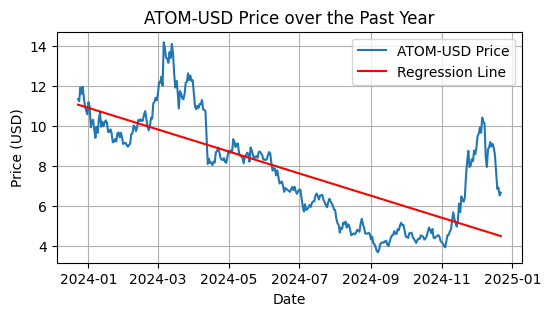 ATOM-USD Price over the Past Year
ATOM-USD Price
Regression Line
Price (USD)
14
12
10
8
6
4
2024-01 2024-03 2024-05 2024-07 2024-09 2024-11 2025-01
Date